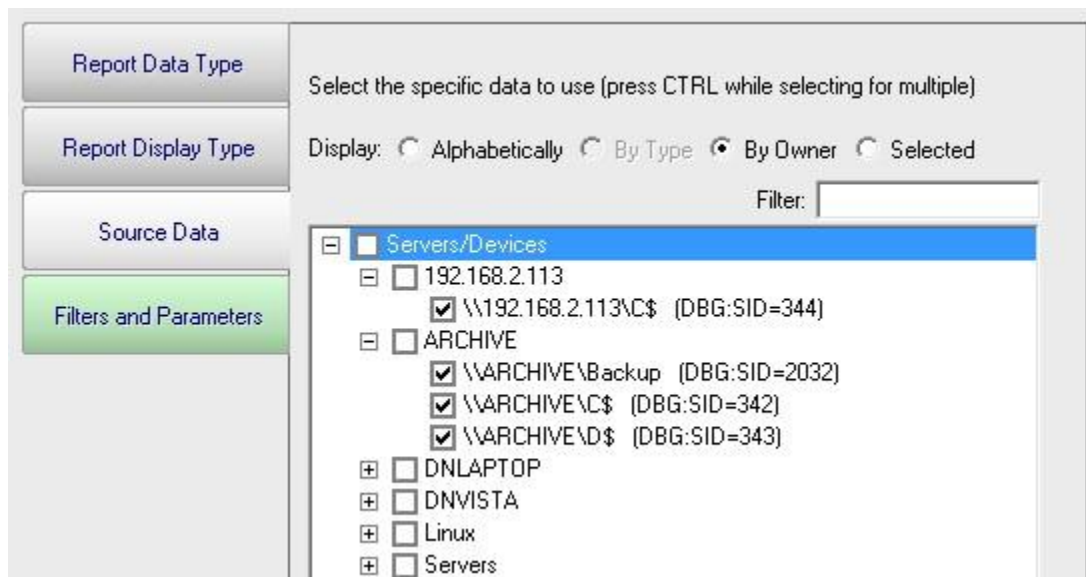 Report Data Type
Report Display Type
Source Data
Filters and Parameters
Select the specific data to use (press CTRL while selecting for multiple)
Display: Alphabetically By Type By Owner Selected
Filter:
Servers/Devices
192.168.2.113
\\192.168.2.113\C$ (DBG:SID=344)
ARCHIVE
\\ARCHIVE\Backup (DBG:SID=2032)
\\ARCHIVE\C$ (DBG:SID=342)
\\ARCHIVE\D$ (DBG:SID=343)
DNLAPTOP
DNVISTA
Linux
Servers